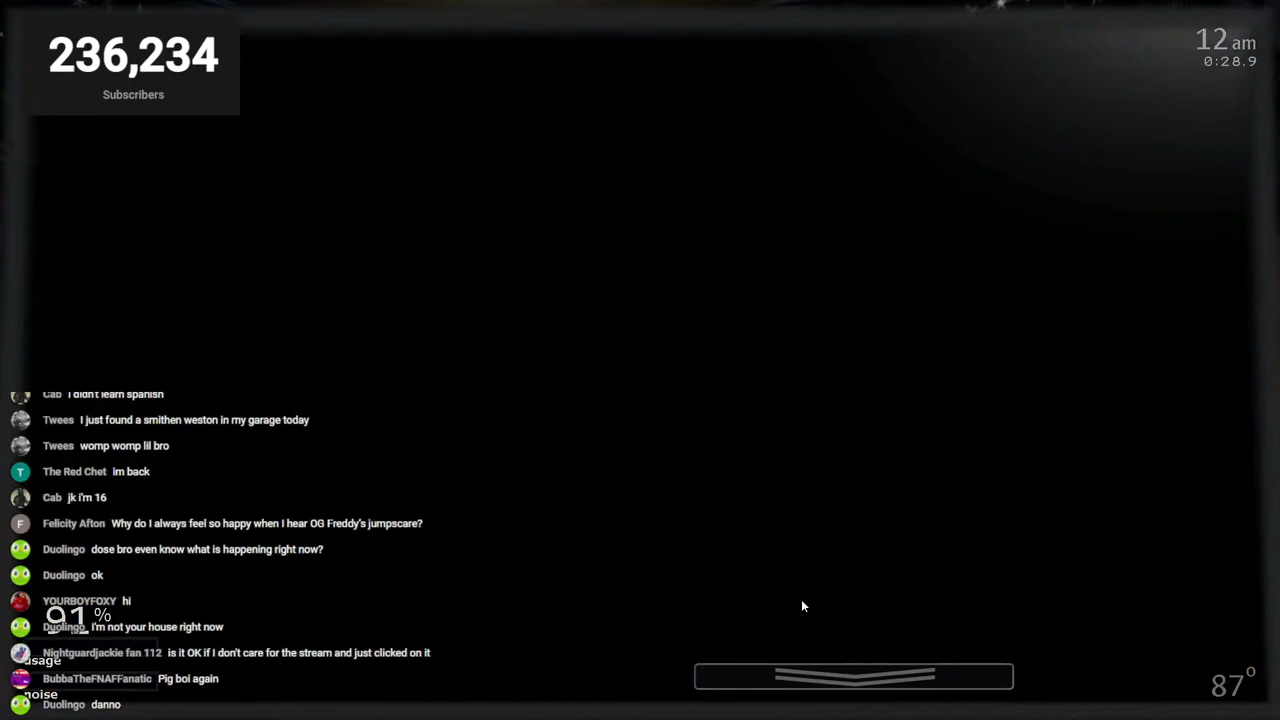 236,234
Subscribers
12 am
0:28.9
Cab I didn't learn spanish
Twees I just found a smithen weston in my garage today
Twees womp womp lil bro
T The Red Chet im back
Cab jk i'm 16
F Felicity Afton Why do I always feel so happy when I hear OG Freddy's jumpscare?
Duolingo dose bro even know what is happening right now?
Duolingo ok
YOURBOYFOXY hi
91 %
Duolingo I'm not your house right now
Nightguardjackie fan 112 is it OK if I don't care for the stream and just clicked on it
usage
BubbaTheFNAFFanatic Pig boi again
noise
Duolingo danno
87°